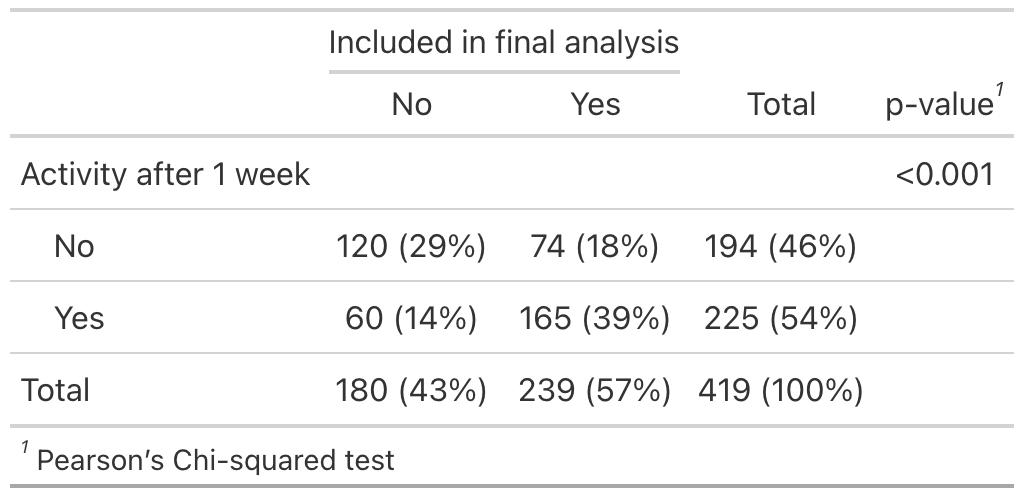 Included in final analysis
No Yes Total p-value1
Activity after 1 week <0.001
No 120 (29%) 74 (18%) 194 (46%)
Yes 60 (14%) 165 (39%) 225 (54%)
Total 180 (43%) 239 (57%) 419 (100%)
1 Pearson’s Chi-squared test